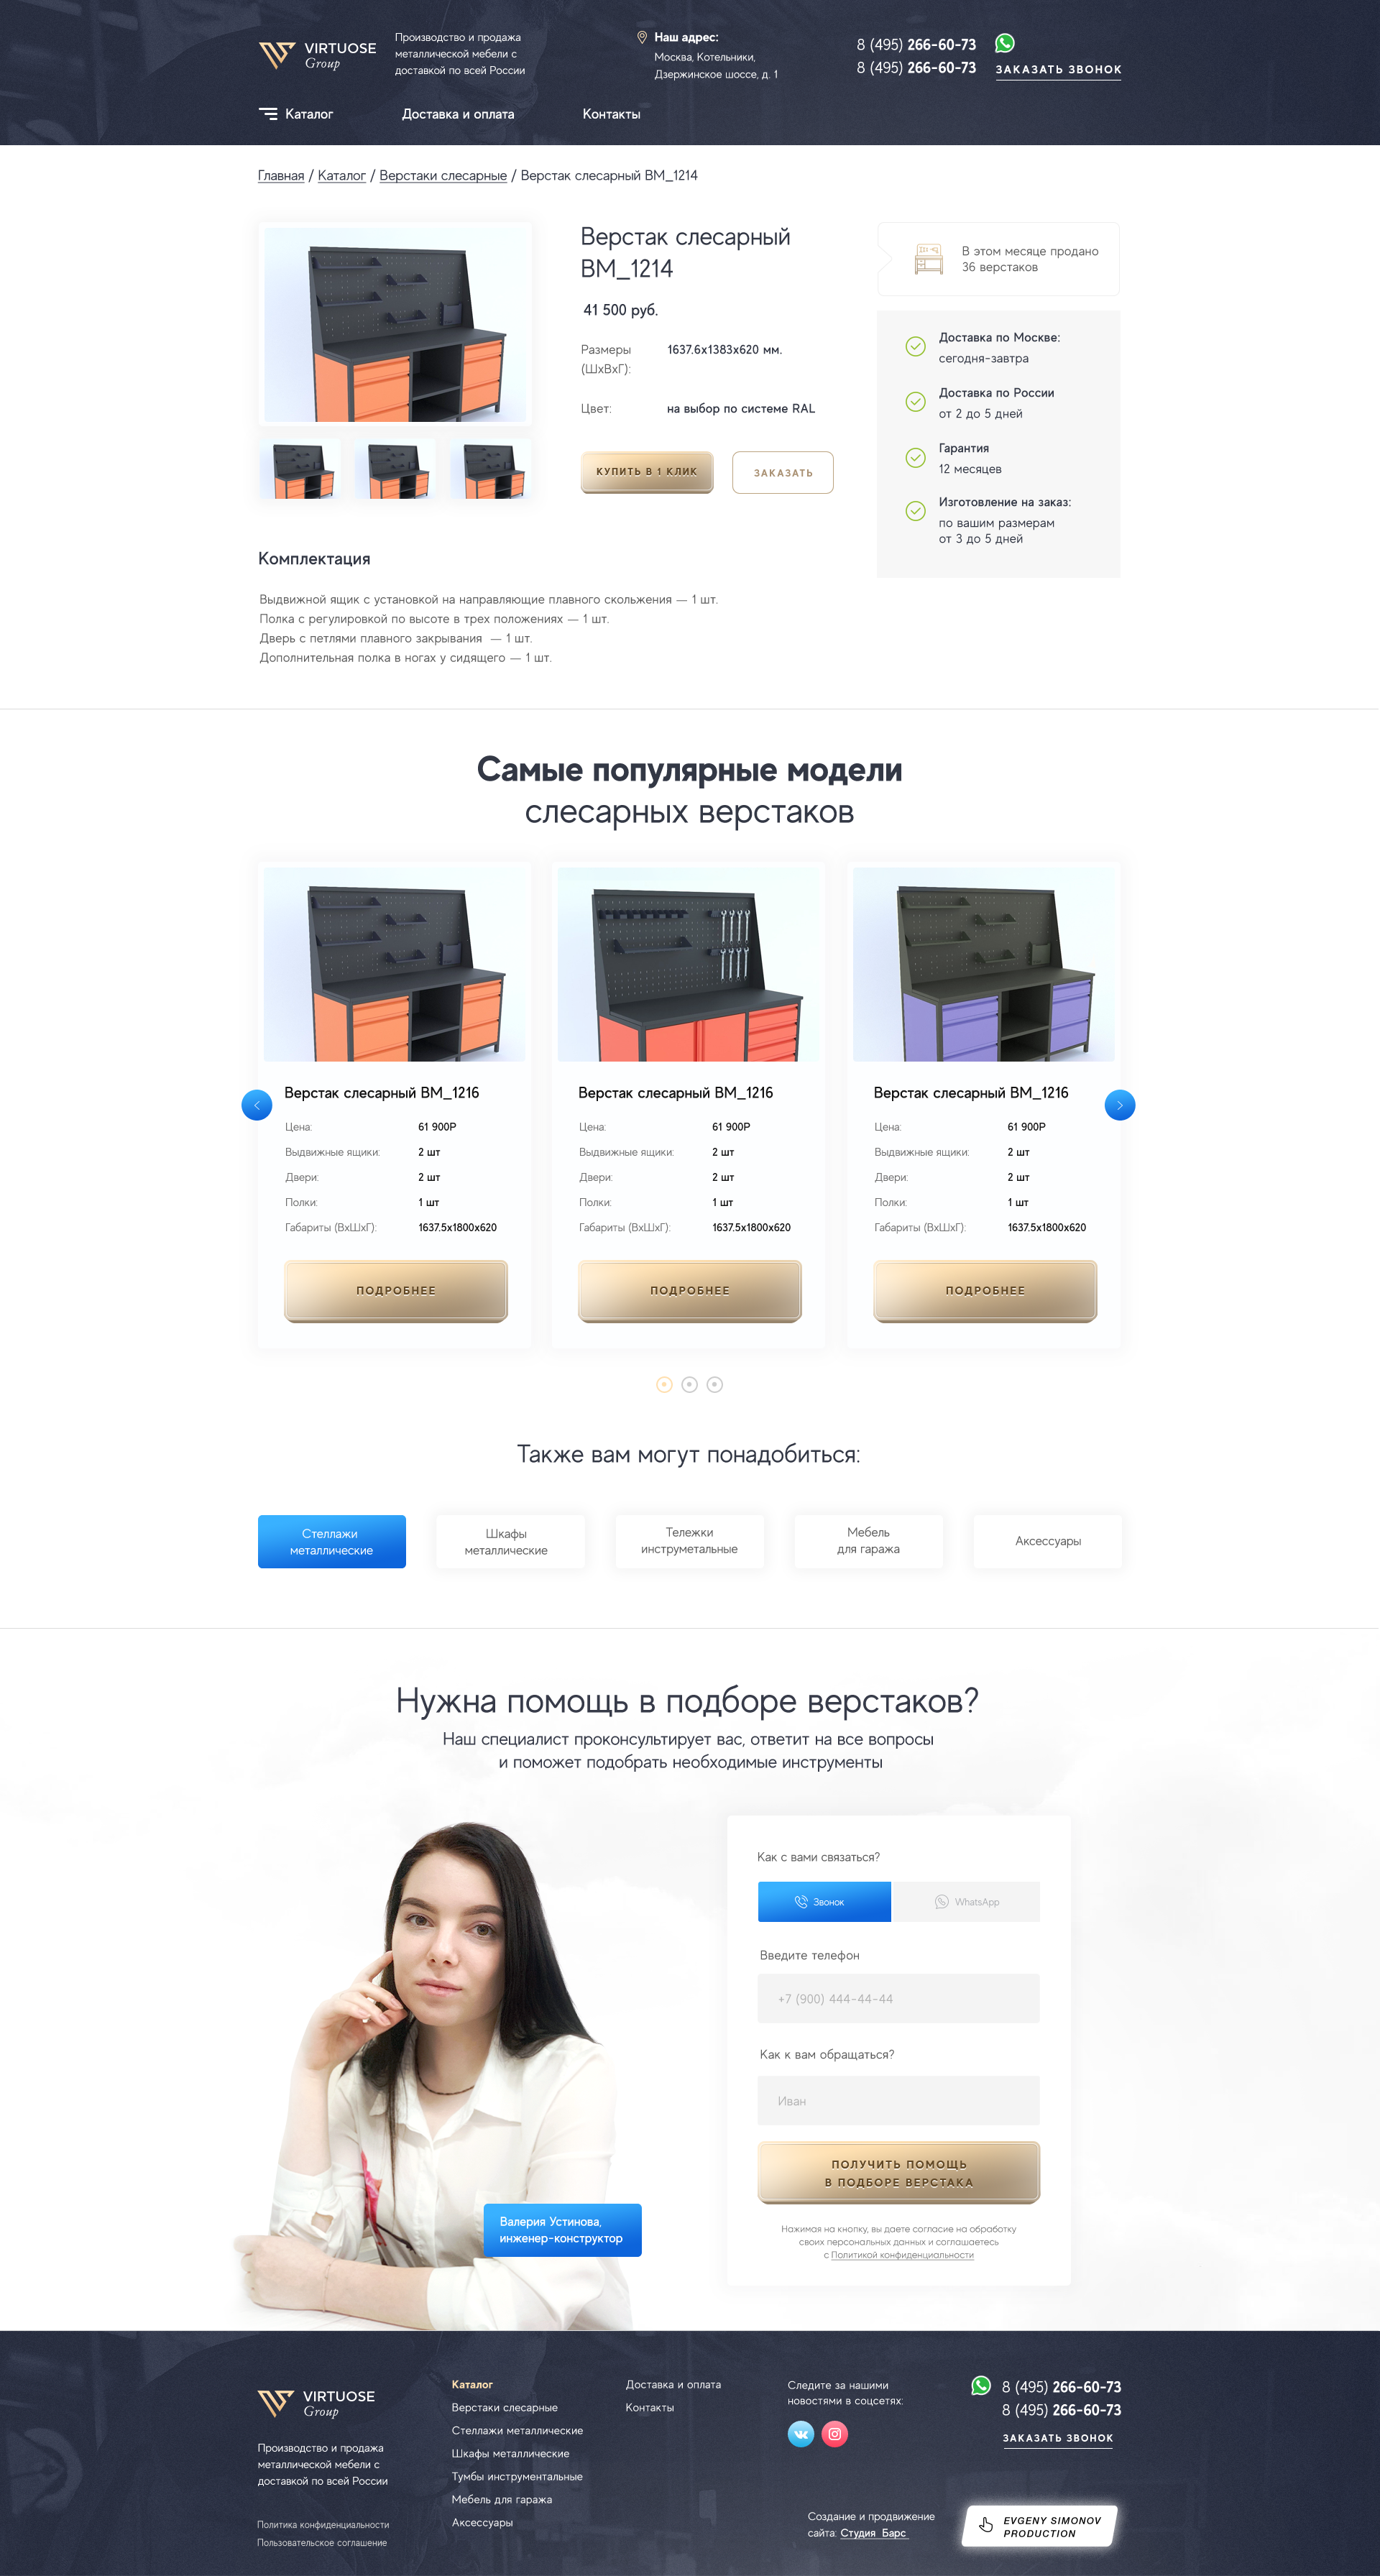 VIRTUOSE
Group
Производство и продажа
металлической мебели с
доставкой по всей России
Наш адрес:
Москва, Котельники,
Дзержинское шоссе, д. 1
8 (495) 266-60-73
8 (495) 266-60-73
ЗАКАЗАТЬ ЗВОНОК
Каталог
Доставка и оплата
Контакты
Главная / Каталог / Верстаки слесарные / Верстак слесарный ВМ_1214
Верстак слесарный
ВМ_1214
41 500 руб.
Размеры
(ШхВхГ):
1637.6х1383х620 мм.
Цвет:
на выбор по системе RAL
КУПИТЬ В 1 КЛИК
ЗАКАЗАТЬ
В этом месяце продано
36 верстаков
Доставка по Москве:
сегодня-завтра
Доставка по России
от 2 до 5 дней
Гарантия
12 месяцев
Изготовление на заказ:
по вашим размерам
от 3 до 5 дней
Комплектация
Выдвижной ящик с установкой на направляющие плавного скольжения — 1 шт.
Полка с регулировкой по высоте в трех положениях — 1 шт.
Дверь с петлями плавного закрывания — 1 шт.
Дополнительная полка в ногах у сидящего — 1 шт.
Самые популярные модели
слесарных верстаков
Верстак слесарный ВМ_1216
Цена: 61 900Р
Выдвижные ящики: 2 шт
Двери: 2 шт
Полки: 1 шт
Габариты (ВхШхГ): 1637.5х1800х620
ПОДРОБНЕЕ
Верстак слесарный ВМ_1216
Цена: 61 900Р
Выдвижные ящики: 2 шт
Двери: 2 шт
Полки: 1 шт
Габариты (ВхШхГ): 1637.5х1800х620
ПОДРОБНЕЕ
Верстак слесарный ВМ_1216
Цена: 61 900Р
Выдвижные ящики: 2 шт
Двери: 2 шт
Полки: 1 шт
Габариты (ВхШхГ): 1637.5х1800х620
ПОДРОБНЕЕ
Также вам могут понадобиться:
Стеллажи
металлические
Шкафы
металлические
Тележки
инструметальные
Мебель
для гаража
Аксессуары
Нужна помощь в подборе верстаков?
Наш специалист проконсультирует вас, ответит на все вопросы
и поможет подобрать необходимые инструменты
Валерия Устинова,
инженер-конструктор
Как с вами связаться?
Звонок
WhatsApp
Введите телефон
+7 (900) 444-44-44
Как к вам обращаться?
Иван
ПОЛУЧИТЬ ПОМОЩЬ
В ПОДБОРЕ ВЕРСТАКА
Нажимая на кнопку, вы даете согласие на обработку
своих персональных данных и соглашаетесь
с Политикой конфиденциальности
VIRTUOSE
Group
Производство и продажа
металлической мебели с
доставкой по всей России
Политика конфиденциальности
Пользовательское соглашение
Каталог
Верстаки слесарные
Стеллажи металлические
Шкафы металлические
Тумбы инструментальные
Мебель для гаража
Аксессуары
Доставка и оплата
Контакты
Следите за нашими
новостями в соцсетях:
8 (495) 266-60-73
8 (495) 266-60-73
ЗАКАЗАТЬ ЗВОНОК
Создание и продвижение
сайта: Студия Барс
EVGENY SIMONOV
PRODUCTION